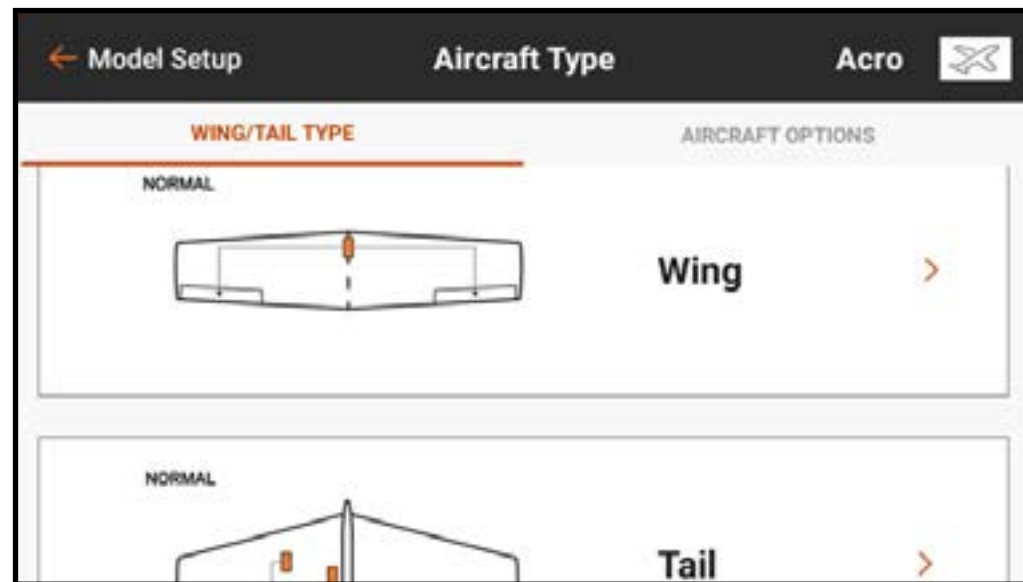 Model Setup Aircraft Type Acro
WING/TAIL TYPE AIRCRAFT OPTIONS
NORMAL
Wing
NORMAL
Tail